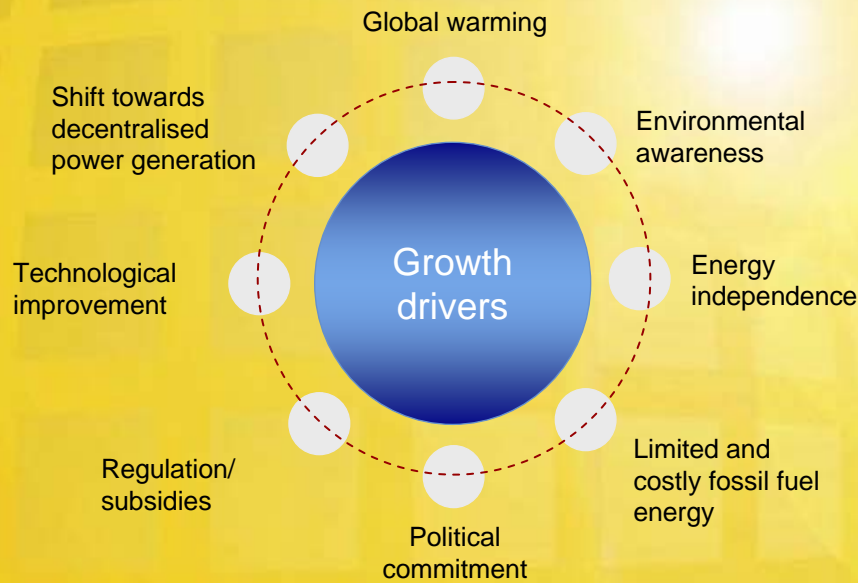 Global warming
Shift towards
decentralised
power generation
Environmental
awareness
Growth
drivers
Technological
improvement
Energy
independence
Regulation/
subsidies
Limited and
costly fossil fuel
energy
Political
commitment